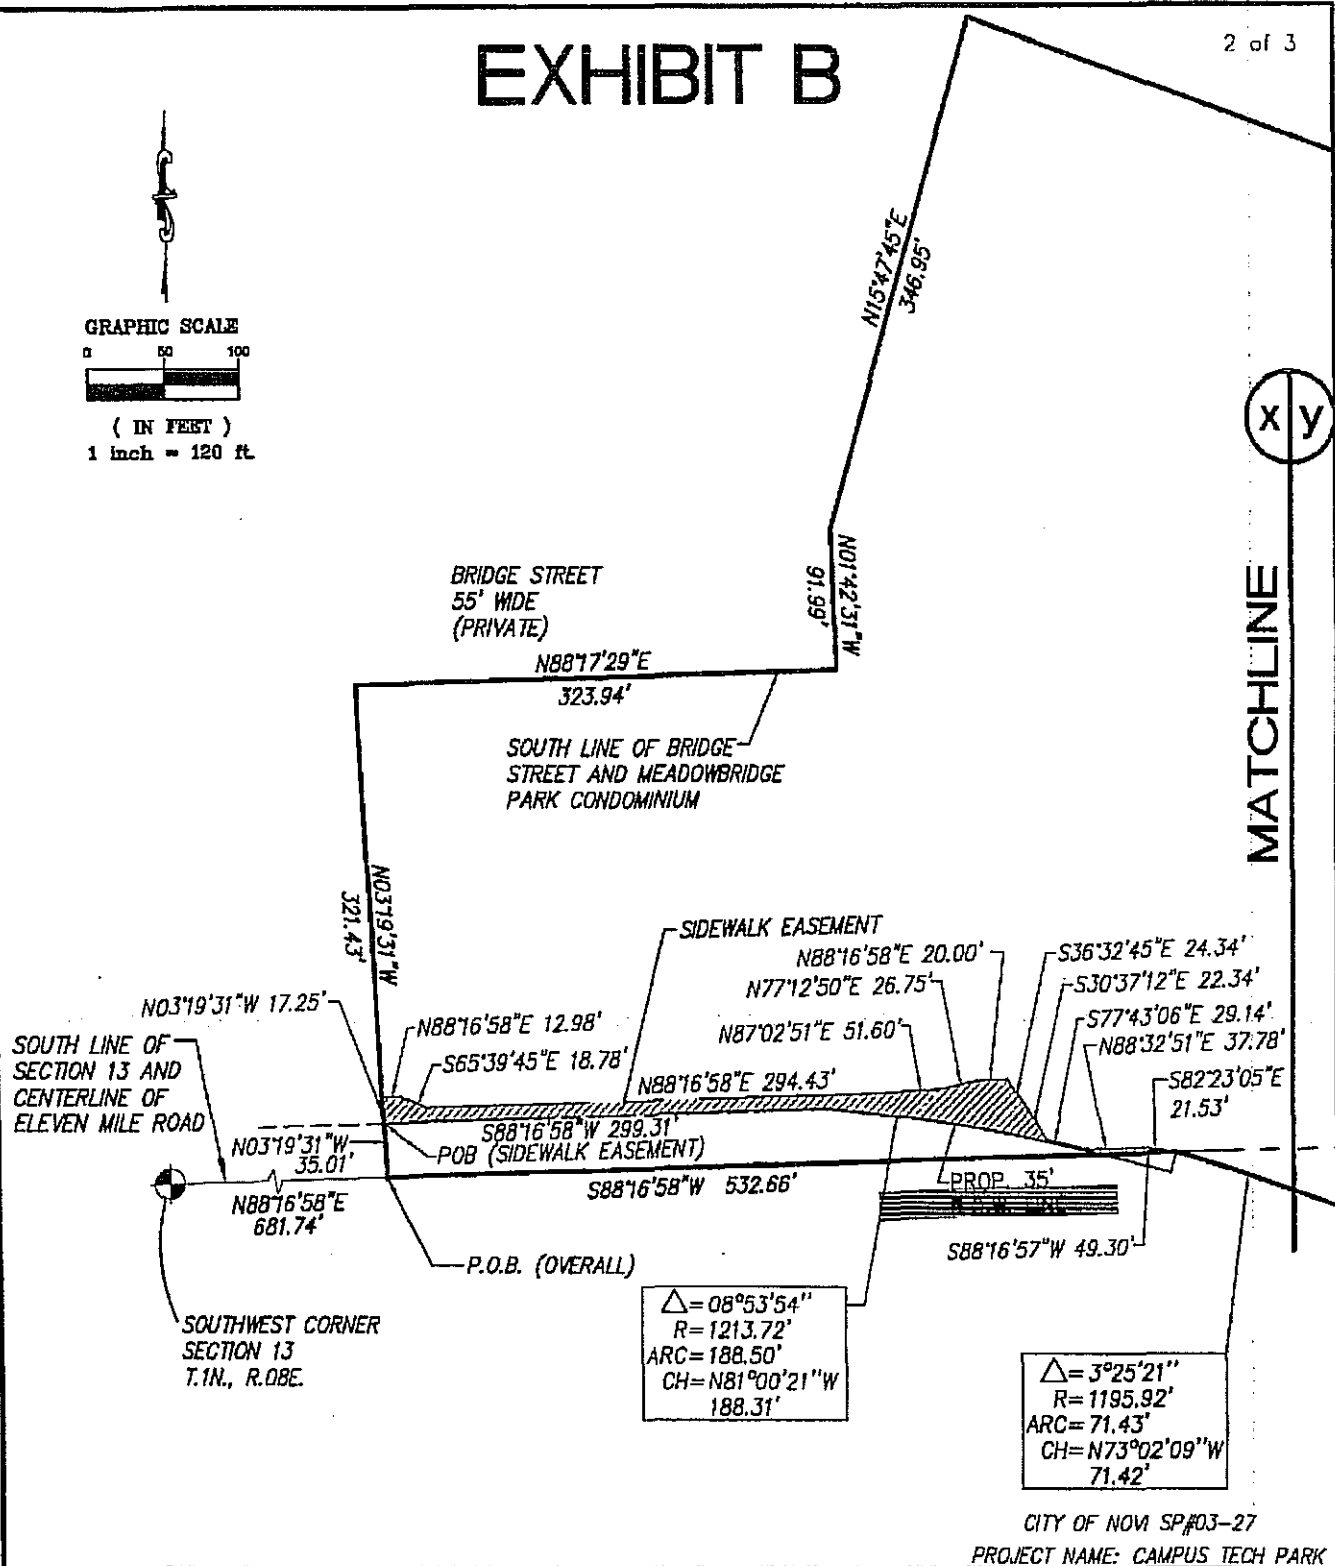 2 of 3
EXHIBIT B
GRAPHIC SCALE
0 50 100
( IN FEET )
1 inch = 120 ft.
N15°47'45"E
346.95'
X y
MATCHLINE
N01°42'31"W
91.99'
BRIDGE STREET
55' WIDE
(PRIVATE)
N88°17'29"E
323.94'
SOUTH LINE OF BRIDGE
STREET AND MEADOWBRIDGE
PARK CONDOMINIUM
N03°19'31"W
321.43'
SIDEWALK EASEMENT
N88°16'58"E 20.00'
N77°12'50"E 26.75'
N87°02'51"E 51.60'
S36°32'45"E 24.34'
S30°37'12"E 22.34'
S77°43'06"E 29.14'
N88°32'51"E 37.78'
S82°23'05"E
21.53'
N03°19'31"W 17.25'
N88°16'58"E 12.98'
S65°39'45"E 18.78'
N88°16'58"E 294.43'
SOUTH LINE OF
SECTION 13 AND
CENTERLINE OF
ELEVEN MILE ROAD
S88°16'58"W 299.31'
POB (SIDEWALK EASEMENT)
N03°19'31"W
35.01'
N88°16'58"E
681.74'
S88°16'58"W 532.66'
PROP. 35'
R.O.W. LINE
S88°16'57"W 49.30'
P.O.B. (OVERALL)
SOUTHWEST CORNER
SECTION 13
T.1N., R.08E.
△=08°53'54"
R=1213.72'
ARC=188.50'
CH=N81°00'21"W
188.31'
△=3°25'21"
R=1195.92'
ARC=71.43'
CH=N73°02'09"W
71.42'
CITY OF NOVI SP#03-27
PROJECT NAME: CAMPUS TECH PARK